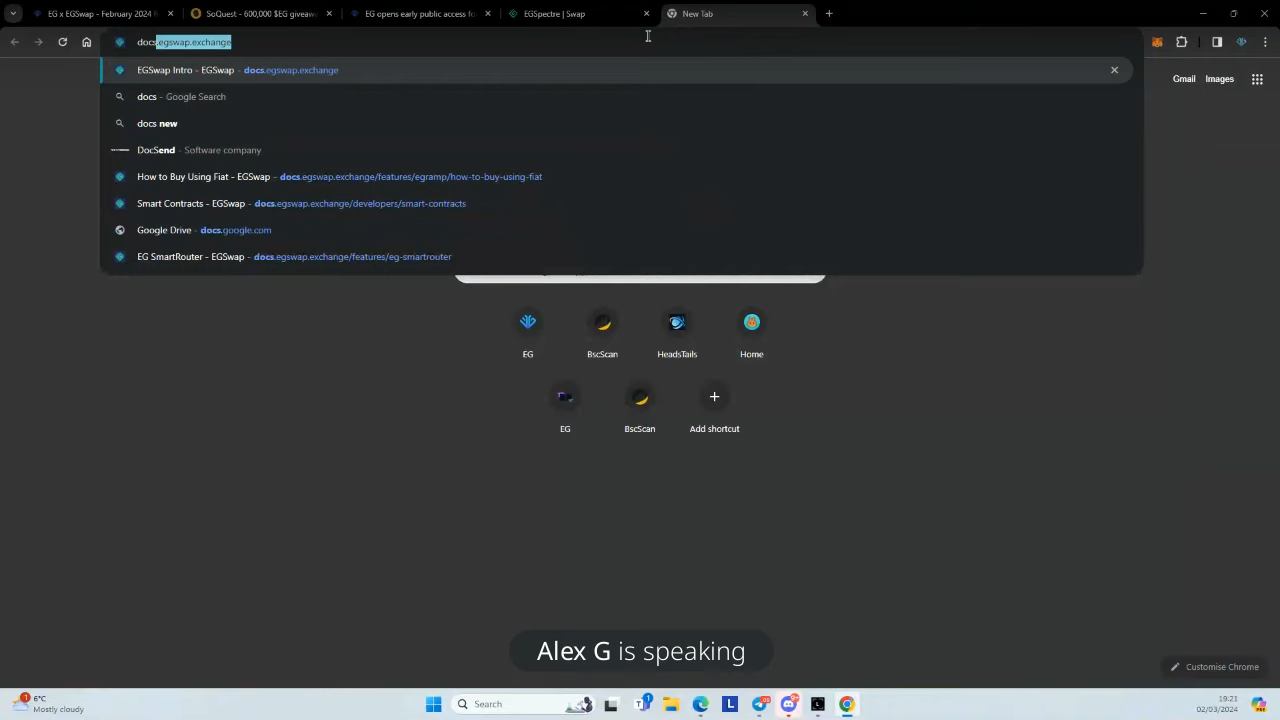 EG x EGSwap - February 2024 R
SoQuest - 600,000 $EG giveaw
EG opens early public access fo
EGSpectre | Swap
New Tab
docs.egswap.exchange
EGSwap Intro - EGSwap - docs.egswap.exchange
docs - Google Search
docs new
DocSend - Software company
How to Buy Using Fiat - EGSwap - docs.egswap.exchange/features/egramp/how-to-buy-using-fiat
Smart Contracts - EGSwap - docs.egswap.exchange/developers/smart-contracts
Google Drive - docs.google.com
EG SmartRouter - EGSwap - docs.egswap.exchange/features/eg-smartrouter
Gmail Images
EG BscScan HeadsTails Home
EG BscScan Add shortcut
Alex G is speaking
Customise Chrome
6°C
Mostly cloudy
Search
19:21
02/03/2024